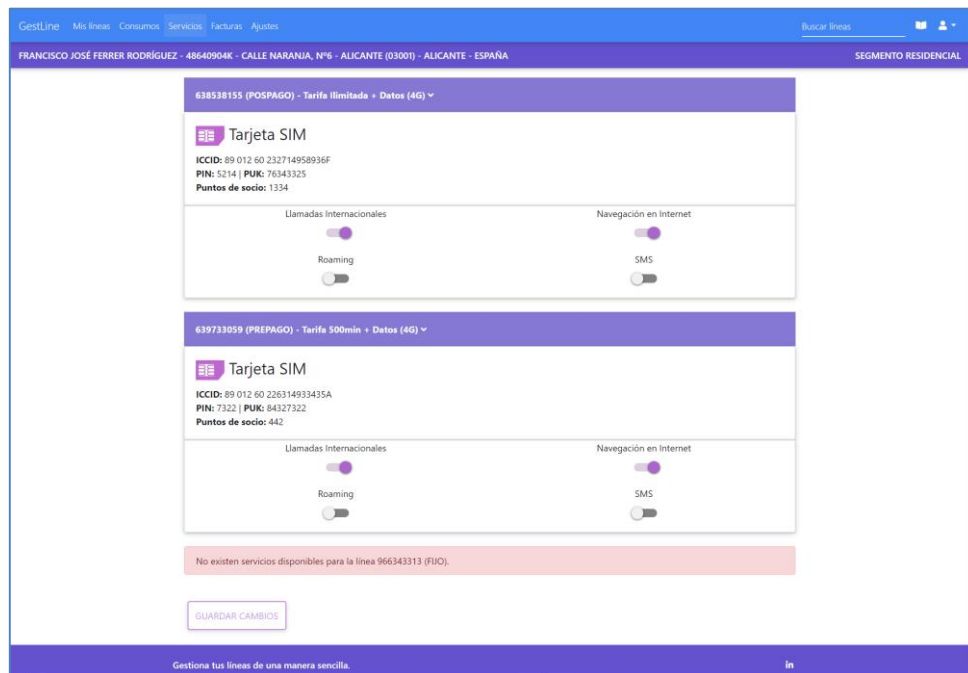 GestLine Mis líneas Consumos Servicios Facturas Ajustes Buscar líneas
FRANCISCO JOSÉ FERRER RODRÍGUEZ - 48640904K - CALLE NARANJA, Nº6 - ALICANTE (03001) - ALICANTE - ESPAÑA SEGMENTO RESIDENCIAL
638538155 (POSPAGO) - Tarifa Ilimitada + Datos (4G)
Tarjeta SIM
ICCID: 89 012 60 232714958936F
PIN: 5214 | PUK: 76343325
Puntos de socio: 1334
Llamadas Internacionales Navegación en Internet
Roaming SMS
639733059 (PREPAGO) - Tarifa 500min + Datos (4G)
Tarjeta SIM
ICCID: 89 012 60 226314933435A
PIN: 7322 | PUK: 84327322
Puntos de socio: 442
Llamadas Internacionales Navegación en Internet
Roaming SMS
No existen servicios disponibles para la línea 966343313 (FIJO).
GUARDAR CAMBIOS
Gestiona tus líneas de una manera sencilla. in